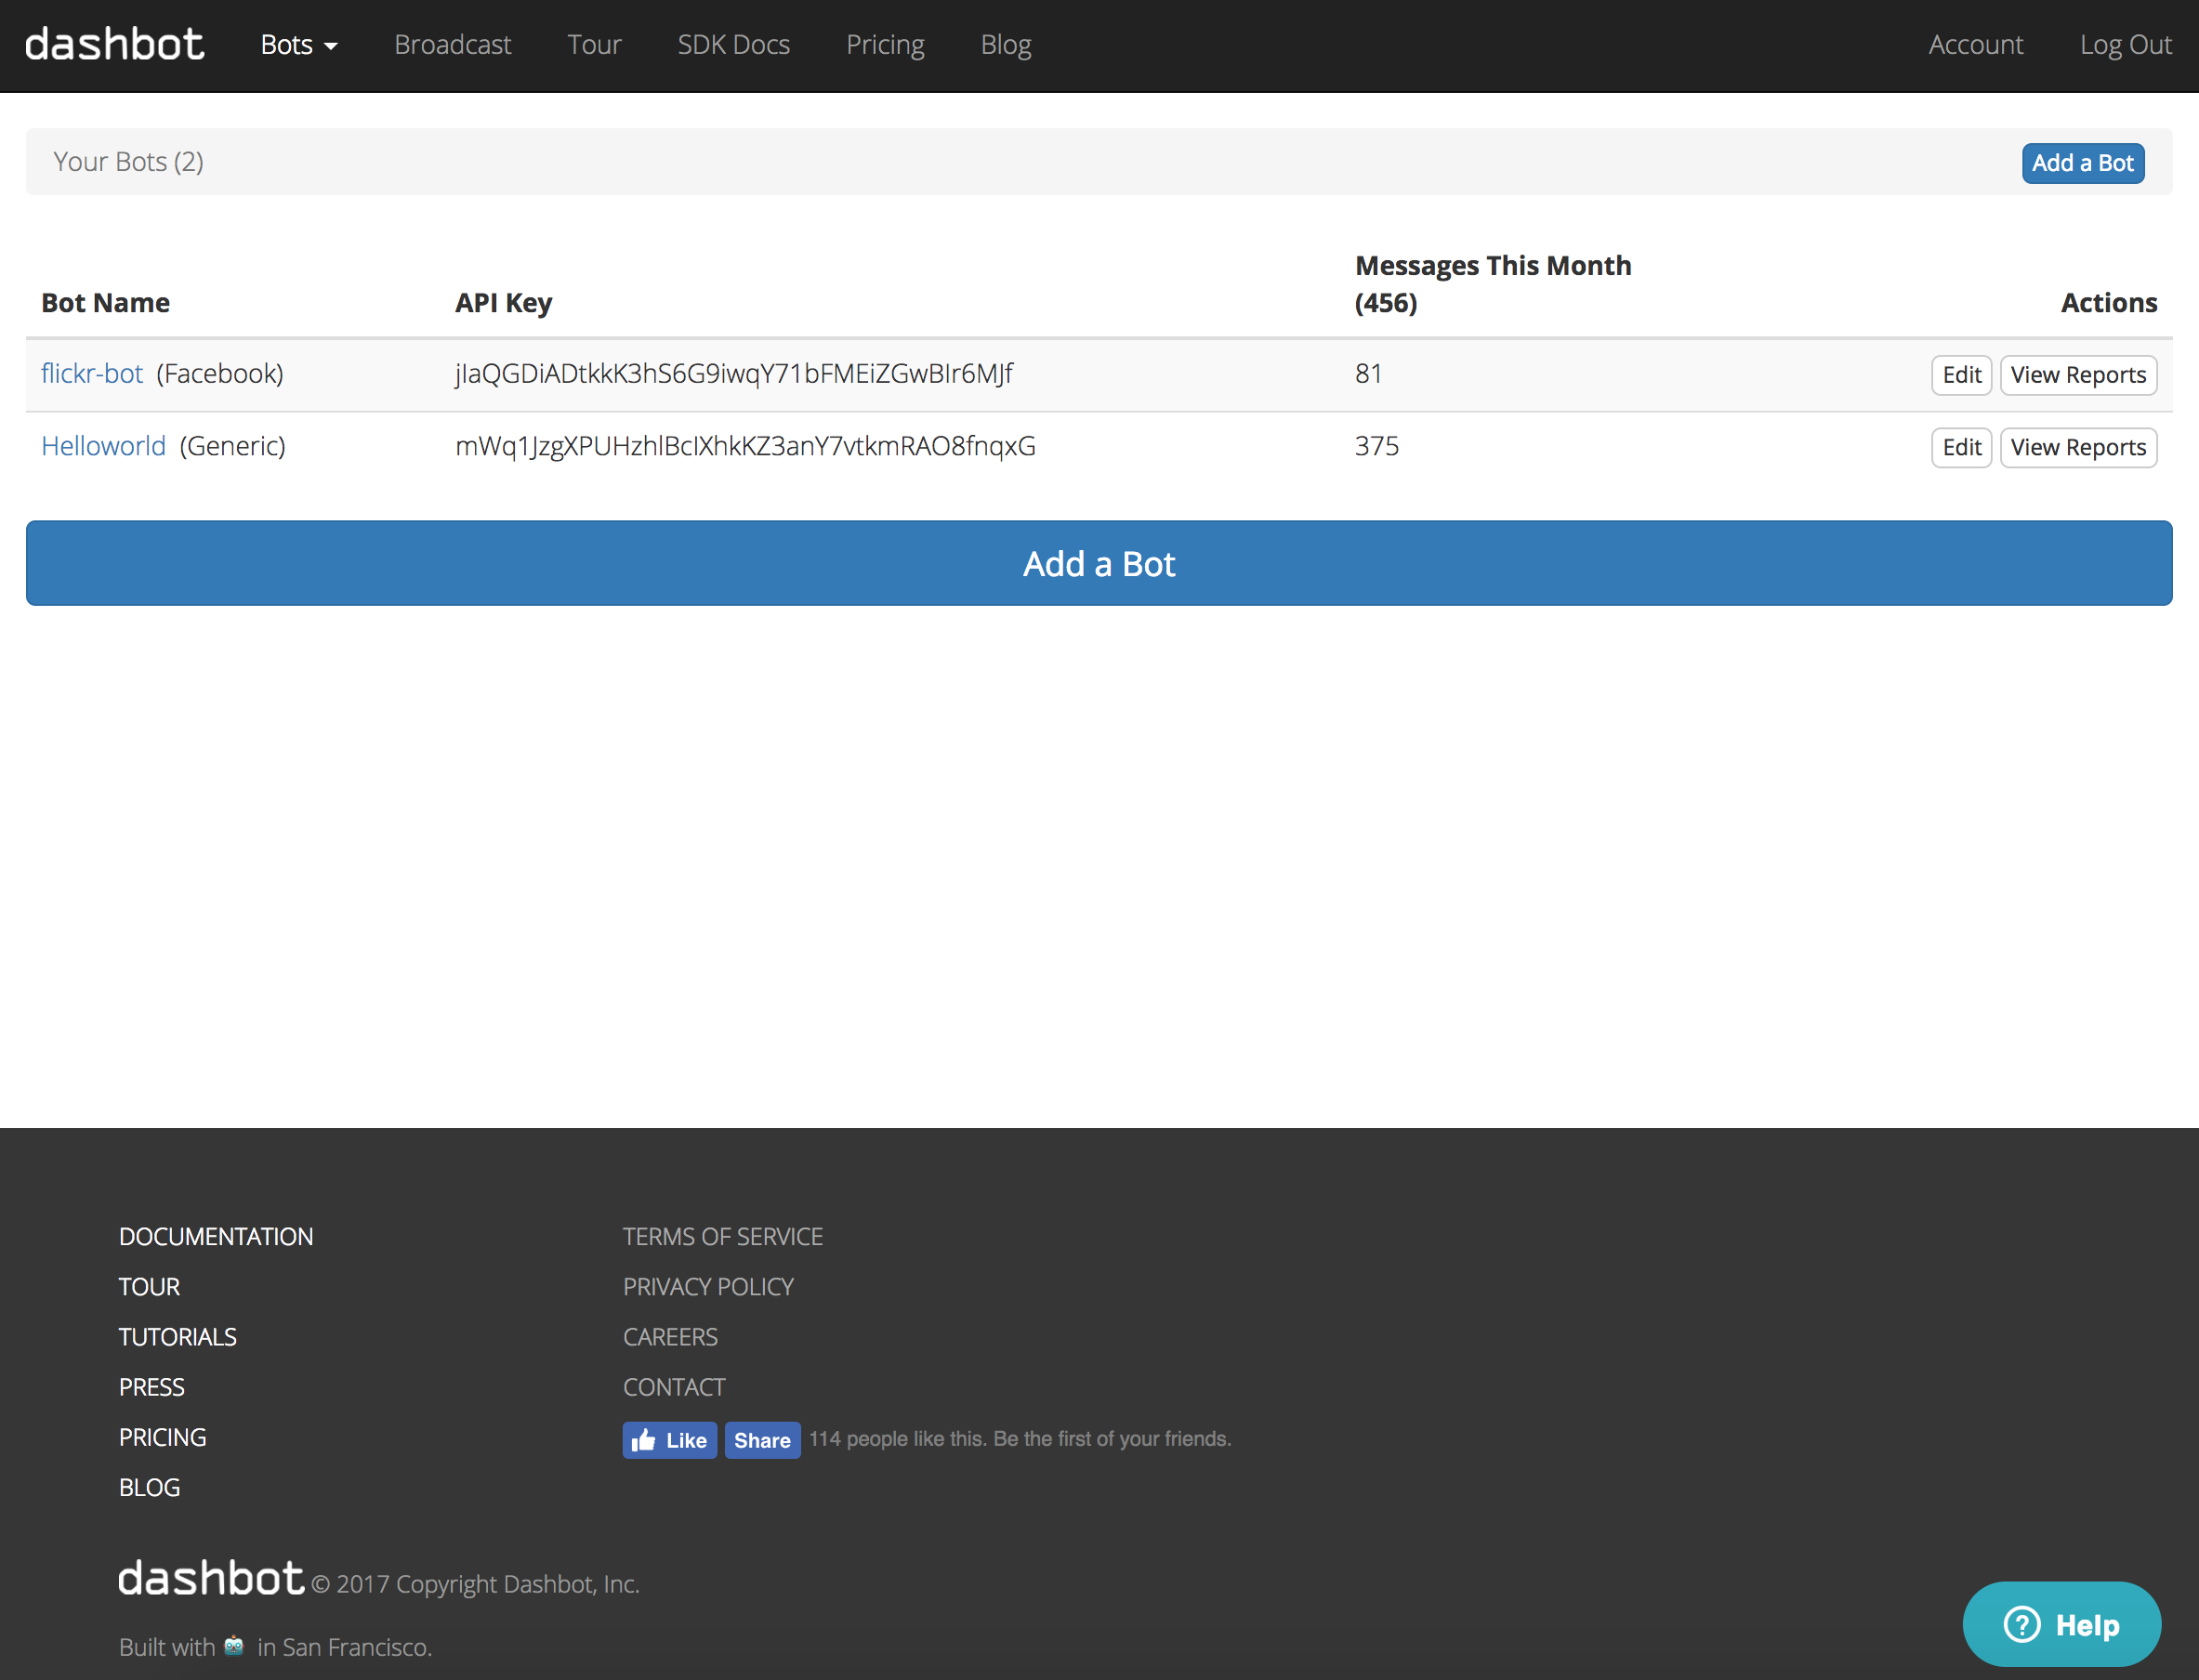 dashbot Bots Broadcast Tour SDK Docs Pricing Blog Account Log Out
Your Bots (2) Add a Bot
Messages This Month
Bot Name API Key (456) Actions
flickr-bot (Facebook) jIaQGDiADtkkK3hS6G9iwqY71bFMEiZGwBIr6MJf 81 Edit View Reports
Helloworld (Generic) mWq1JzgXPUHzhlBcIXhkKZ3anY7vtkmRAO8fnqxG 375 Edit View Reports
Add a Bot
DOCUMENTATION
TOUR
TUTORIALS
PRESS
PRICING
BLOG
TERMS OF SERVICE
PRIVACY POLICY
CAREERS
CONTACT
Like Share 114 people like this. Be the first of your friends.
dashbot © 2017 Copyright Dashbot, Inc.
Built with in San Francisco.
Help